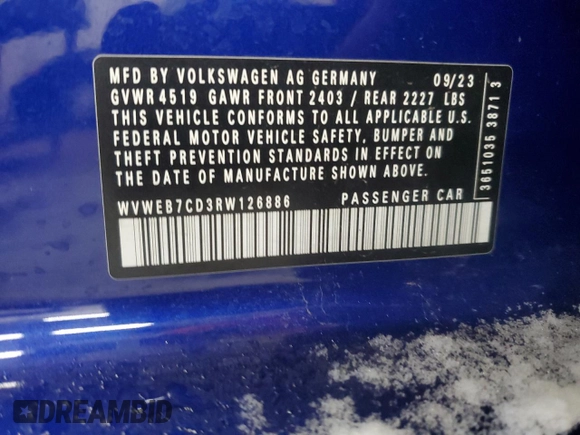 MFD BY VOLKSWAGEN AG GERMANY 09/23
GVWR 4519 GAWR FRONT 2403 / REAR 2227 LBS
THIS VEHICLE CONFORMS TO ALL APPLICABLE U.S.
FEDERAL MOTOR VEHICLE SAFETY, BUMPER AND
THEFT PREVENTION STANDARDS IN EFFECT ON
THE DATE OF MANUFACTURE SHOWN ABOVE.
WVWEB7CD3RW126886 PASSENGER CAR
3651035 3871 3
DREAMBID